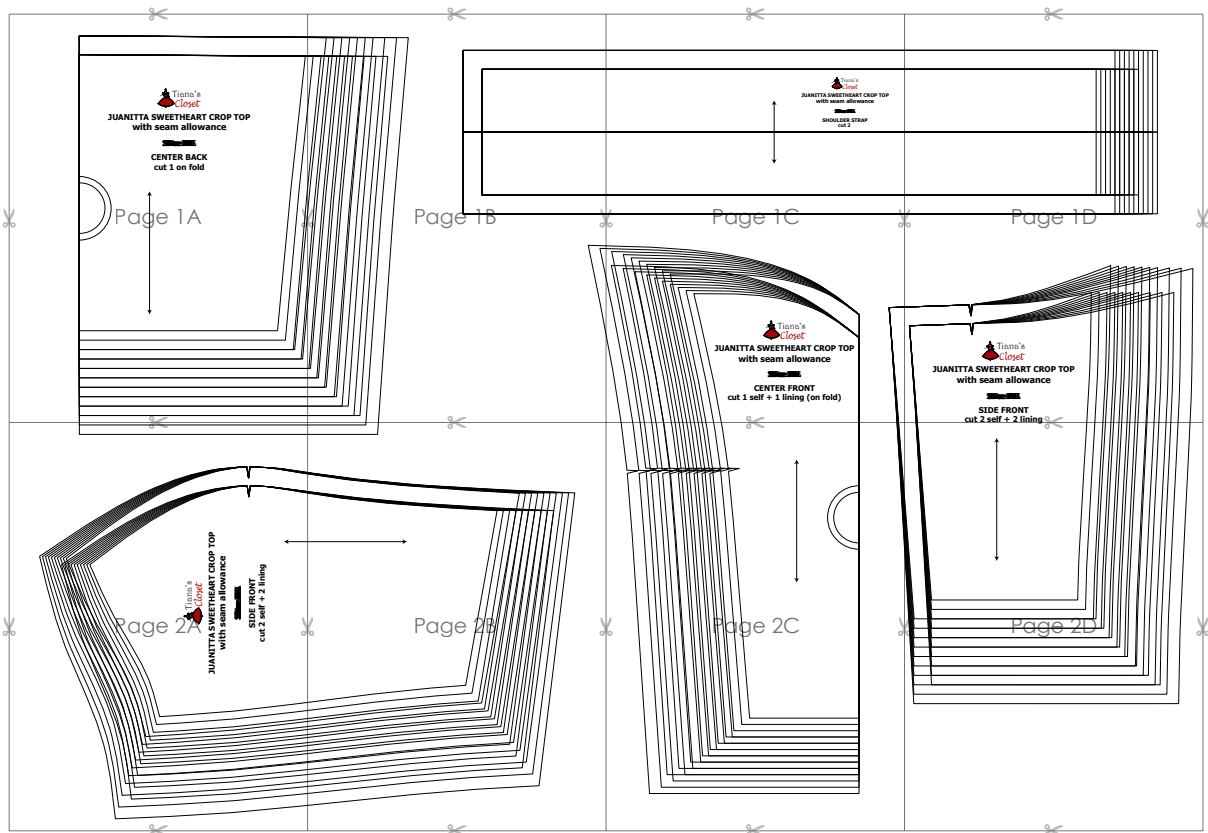 Tiana's
Closet
JUANITTA SWEETHEART CROP TOP
with seam allowance
CENTER BACK
cut 1 on fold
Tiana's
Closet
JUANITTA SWEETHEART CROP TOP
with seam allowance
SHOULDER STRAP
cut 2
Page 1A
Page 1B
Page 1C
Page 1D
Tiana's
Closet
JUANITTA SWEETHEART CROP TOP
with seam allowance
CENTER FRONT
cut 1 self + 1 lining (on fold)
Tiana's
Closet
JUANITTA SWEETHEART CROP TOP
with seam allowance
SIDE FRONT
cut 2 self + 2 lining
Tiana's
Closet
JUANITTA SWEETHEART CROP TOP
with seam allowance
SIDE FRONT
cut 2 self + 2 lining
Page 2A
Page 2B
Page 2C
Page 2D